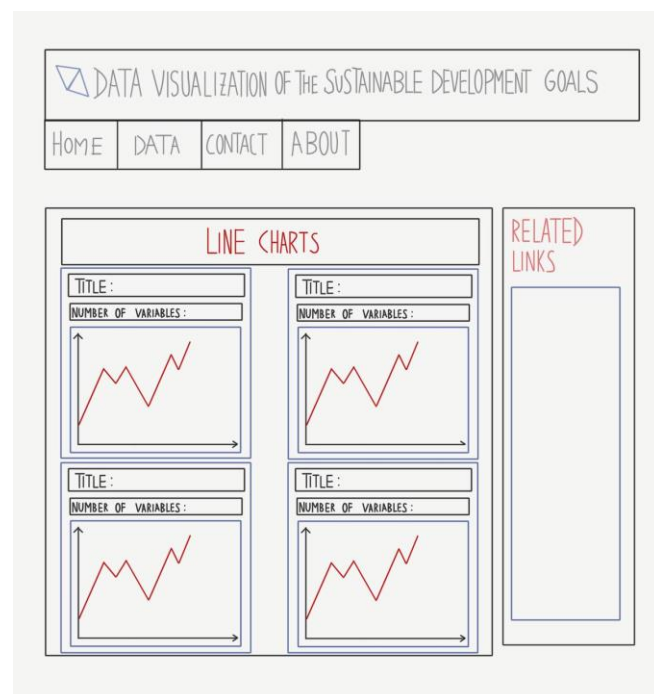 DATA VISUALIZATION OF THE SUSTAINABLE DEVELOPMENT GOALS
HOME DATA CONTACT ABOUT
LINE CHARTS
TITLE:
NUMBER OF VARIABLES:
TITLE:
NUMBER OF VARIABLES:
TITLE:
NUMBER OF VARIABLES:
TITLE:
NUMBER OF VARIABLES:
RELATED
LINKS